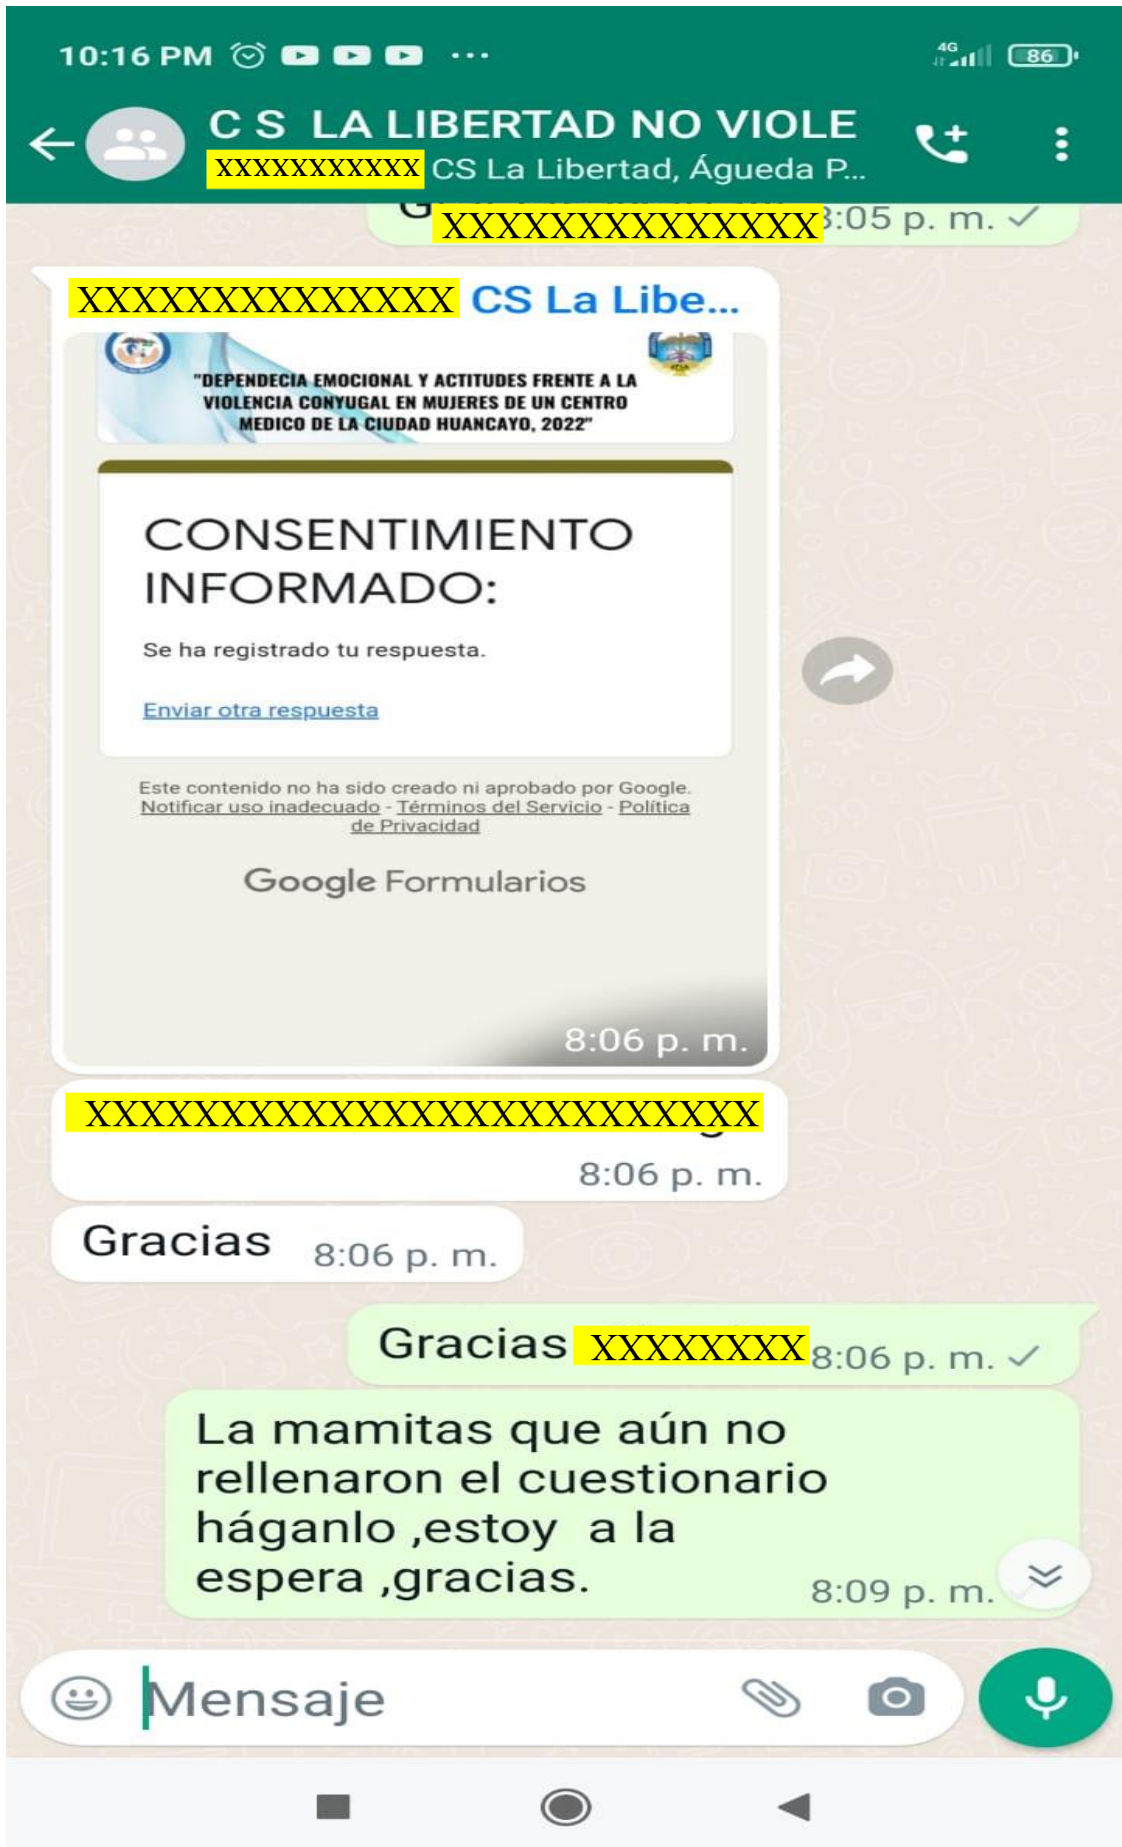 10:16 PM ...
4G 86
C S LA LIBERTAD NO VIOLE
XXXXXXXXXXX CS La Libertad, Águeda P...
XXXXXXXXXXXXXX 8:05 p. m.
XXXXXXXXXXXXXX CS La Libe...
"DEPENDECIA EMOCIONAL Y ACTITUDES FRENTE A LA
VIOLENCIA CONYUGAL EN MUJERES DE UN CENTRO
MEDICO DE LA CIUDAD HUANCAYO, 2022"
CONSENTIMIENTO
INFORMADO:
Se ha registrado tu respuesta.
Enviar otra respuesta
Este contenido no ha sido creado ni aprobado por Google.
Notificar uso inadecuado - Términos del Servicio - Política
de Privacidad
Google Formularios
8:06 p. m.
XXXXXXXXXXXXXXXXXXXXXXXXX
8:06 p. m.
Gracias 8:06 p. m.
Gracias XXXXXXXX 8:06 p. m.
La mamitas que aún no
rellenaron el cuestionario
háganlo ,estoy a la
espera ,gracias.
8:09 p. m.
Mensaje